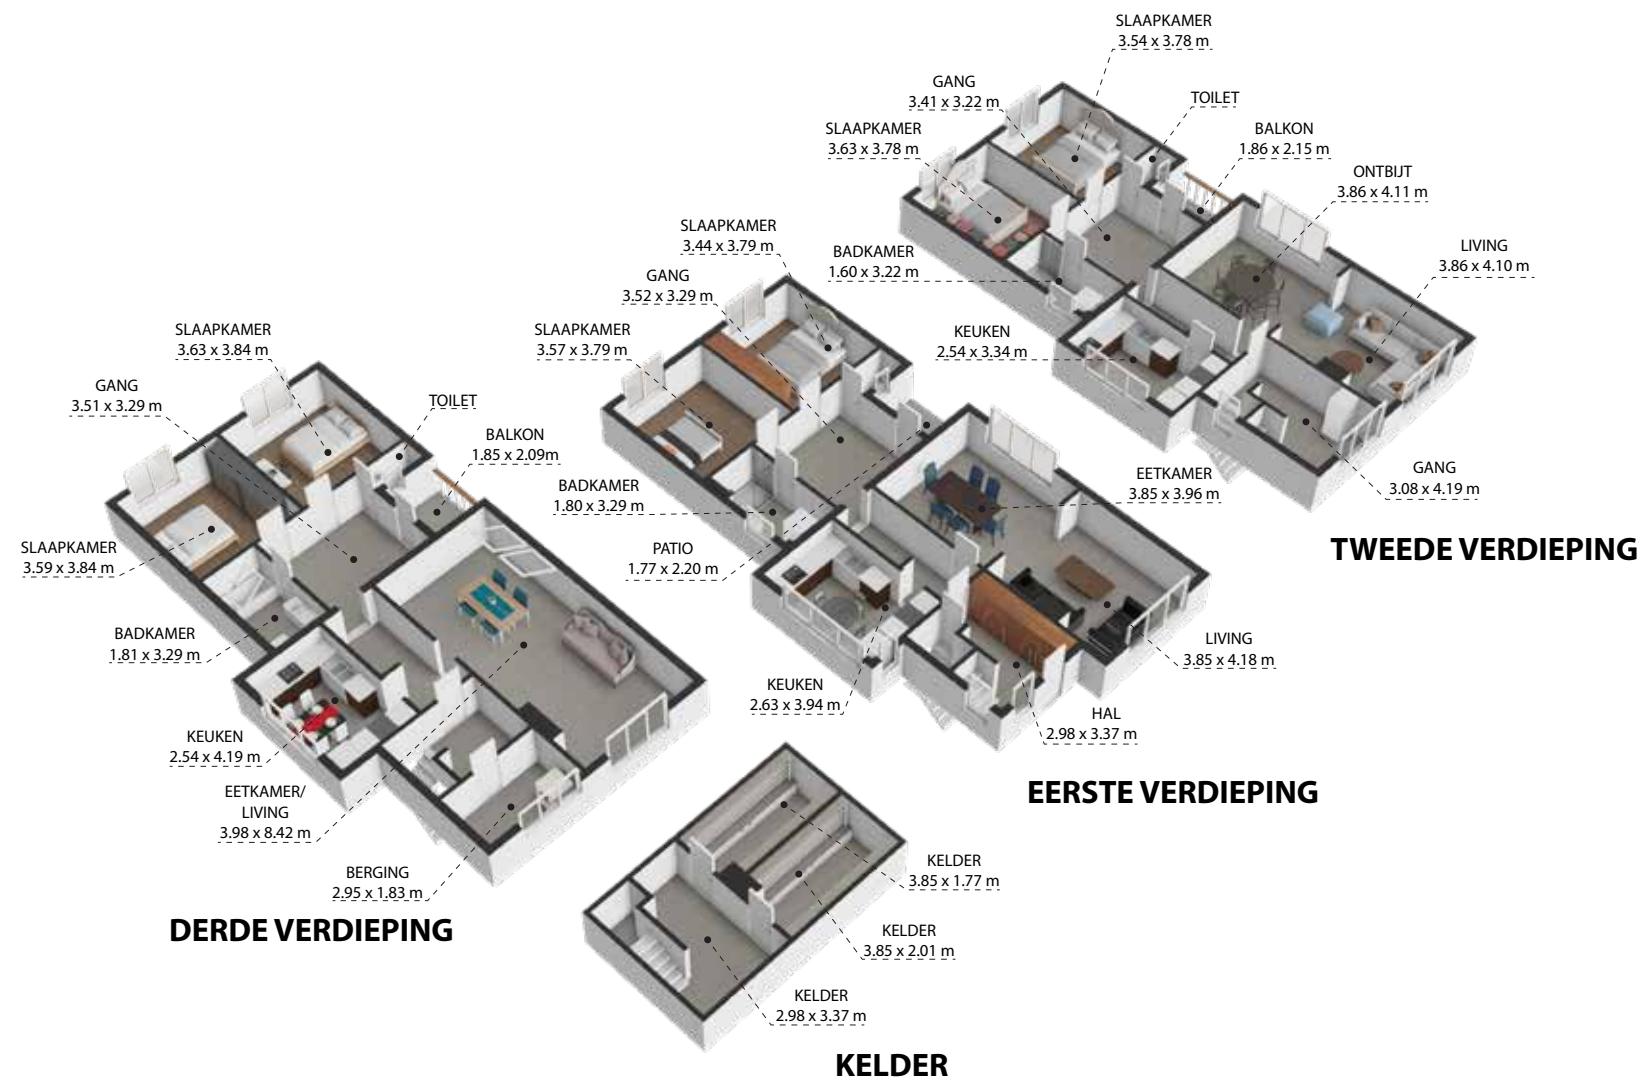 SLAAPKAMER
3.54 x 3.78 m
GANG
3.41 x 3.22 m
TOILET
SLAAPKAMER
3.63 x 3.78 m
BALKON
1.86 x 2.15 m
ONTBIJT
3.86 x 4.11 m
LIVING
3.86 x 4.10 m
BADKAMER
1.60 x 3.22 m
KEUKEN
2.54 x 3.34 m
GANG
3.08 x 4.19 m
TWEEDE VERDIEPING
SLAAPKAMER
3.44 x 3.79 m
GANG
3.52 x 3.29 m
SLAAPKAMER
3.57 x 3.79 m
BADKAMER
1.80 x 3.29 m
PATIO
1.77 x 2.20 m
EETKAMER
3.85 x 3.96 m
LIVING
3.85 x 4.18 m
KEUKEN
2.63 x 3.94 m
HAL
2.98 x 3.37 m
EERSTE VERDIEPING
SLAAPKAMER
3.63 x 3.84 m
GANG
3.51 x 3.29 m
TOILET
BALKON
1.85 x 2.09m
SLAAPKAMER
3.59 x 3.84 m
BADKAMER
1.81 x 3.29 m
KEUKEN
2.54 x 4.19 m
EETKAMER/
LIVING
3.98 x 8.42 m
BERGING
2.95 x 1.83 m
DERDE VERDIEPING
KELDER
3.85 x 1.77 m
KELDER
3.85 x 2.01 m
KELDER
2.98 x 3.37 m
KELDER